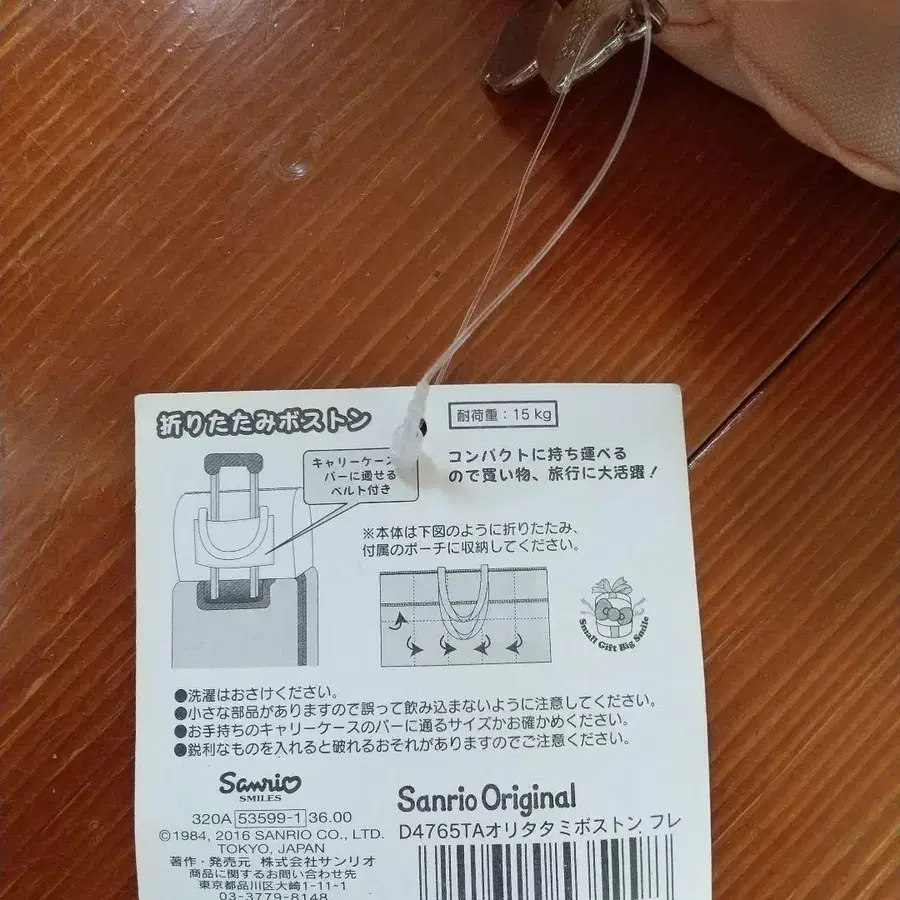 折りたたみボストン
耐荷重：15kg
コンパクトに持ち運べる
ので買い物、旅行に大活躍！
キャリーケース
バーに通せる
ベルト付き
※本体は下図のように折りたたみ、
付属のポーチに収納してください。
Small Gift Big Smile
●洗濯はおさけください。
●小さな部品がありますので誤って飲み込まないように注意してください。
●お手持ちのキャリーケースのバーに通るサイズかお確かめください。
●鋭利なものを入れると破れるおそれがありますのでご注意ください。
Sanrio
SMILES
320A 53599-1 36.00
©1984, 2016 SANRIO CO., LTD.
TOKYO, JAPAN
著作・発売元 株式会社サンリオ
商品に関するお問い合わせ先
東京都品川区大崎1-11-1
03-3779-8148
Sanrio Original
D4765TAオリタタミボストン フレ